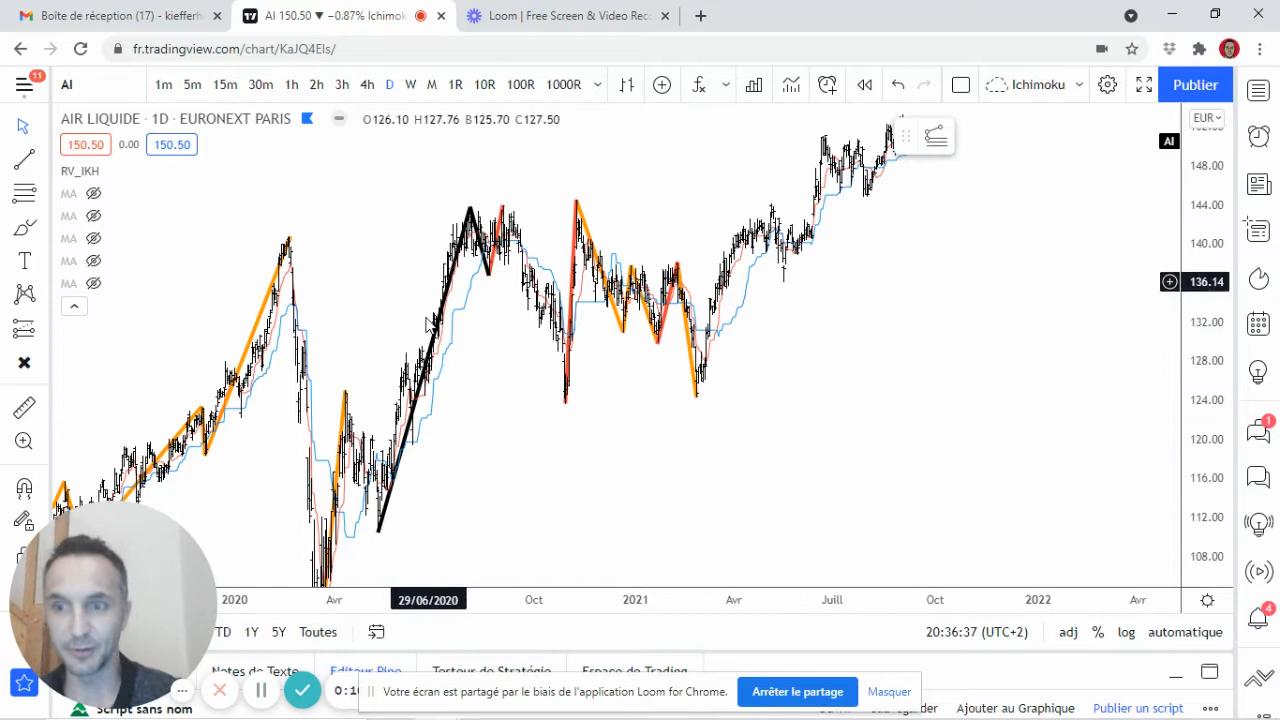 Boîte de réception (17) - kiefferh
AI 150.50 ▼ −0.87% Ichimoku
Loom | Free Screen & Video Rec
fr.tradingview.com/chart/KaJQ4Els/
11
AI
1m 5m 15m 30m 1h 2h 3h 4h D W M 1R 10R 100R 1000R
Ichimoku
Publier
AIR LIQUIDE · 1D · EURONEXT PARIS
O126.10 H127.76 B125.70 C127.50
EUR
150.50 0.00 150.50
AI
RV_IKH
MA
MA
MA
MA
MA
148.00
144.00
140.00
136.14
132.00
128.00
124.00
120.00
116.00
112.00
108.00
1
4
2020 Avr 29/06/2020 Oct 2021 Avr Juill Oct 2022 Avr
TD 1Y 5Y Toutes
20:36:37 (UTC+2) adj % log automatique
Notes de Texte Éditeur Pine Testeur de Stratégie Espace de Trading
Votre écran est partagé par le biais de l'application Loom for Chrome. Arrêter le partage Masquer
Script sans nom
Ajouter au Graphique Publier un script